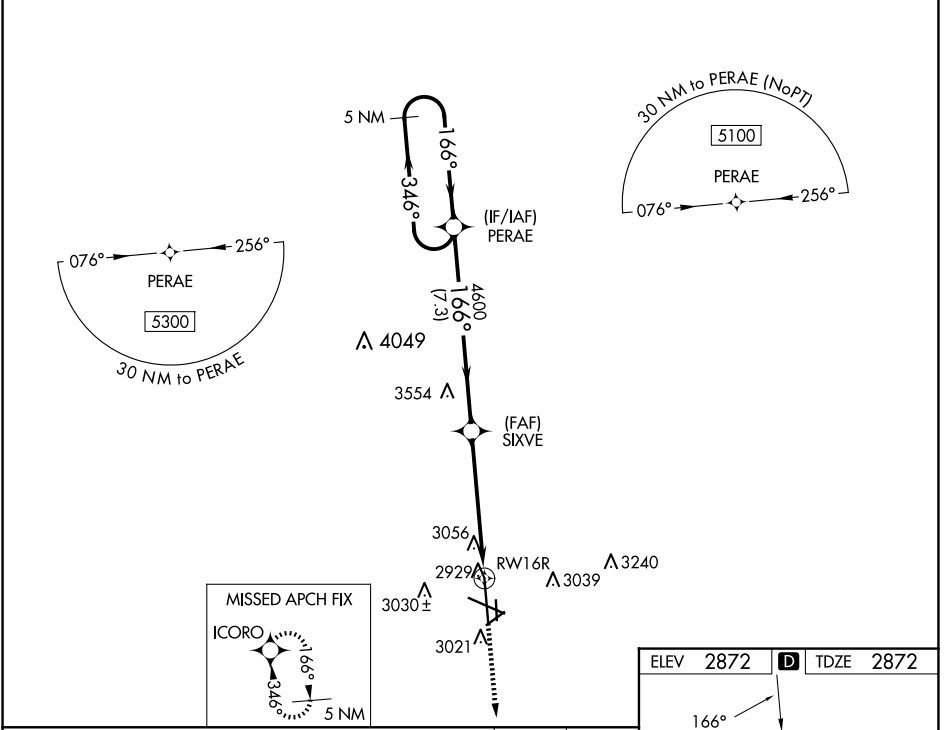 30 NM to PERAE (NoPT)
5100
PERAE
076°
256°
5 NM
166°
346°
(IF/IAF)
PERAE
076°
256°
PERAE
5300
30 NM to PERAE
4600
166°
(7.3)
4049
3554
(FAF)
SIXVE
3056
2929
RW16R
3240
3039
3030±
3021
MISSED APCH FIX
ICORO
166°
346°
5 NM
ELEV 2872 D TDZE 2872
166°